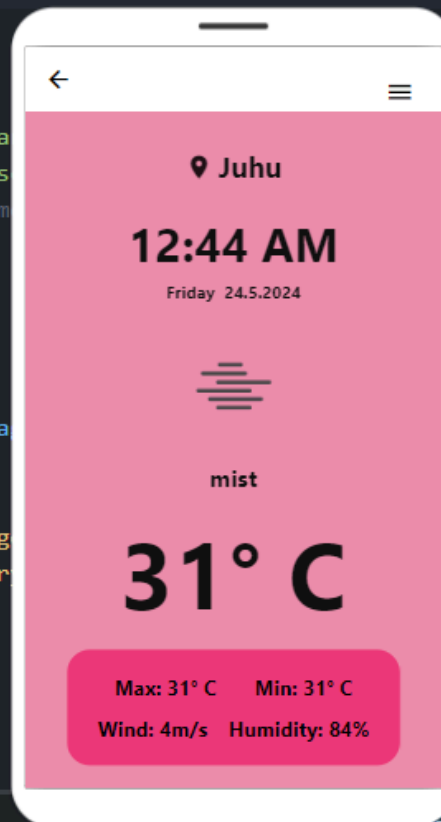 Juhu
12:44 AM
Friday 24.5.2024
mist
31° C
Max: 31° C Min: 31° C
Wind: 4m/s Humidity: 84%